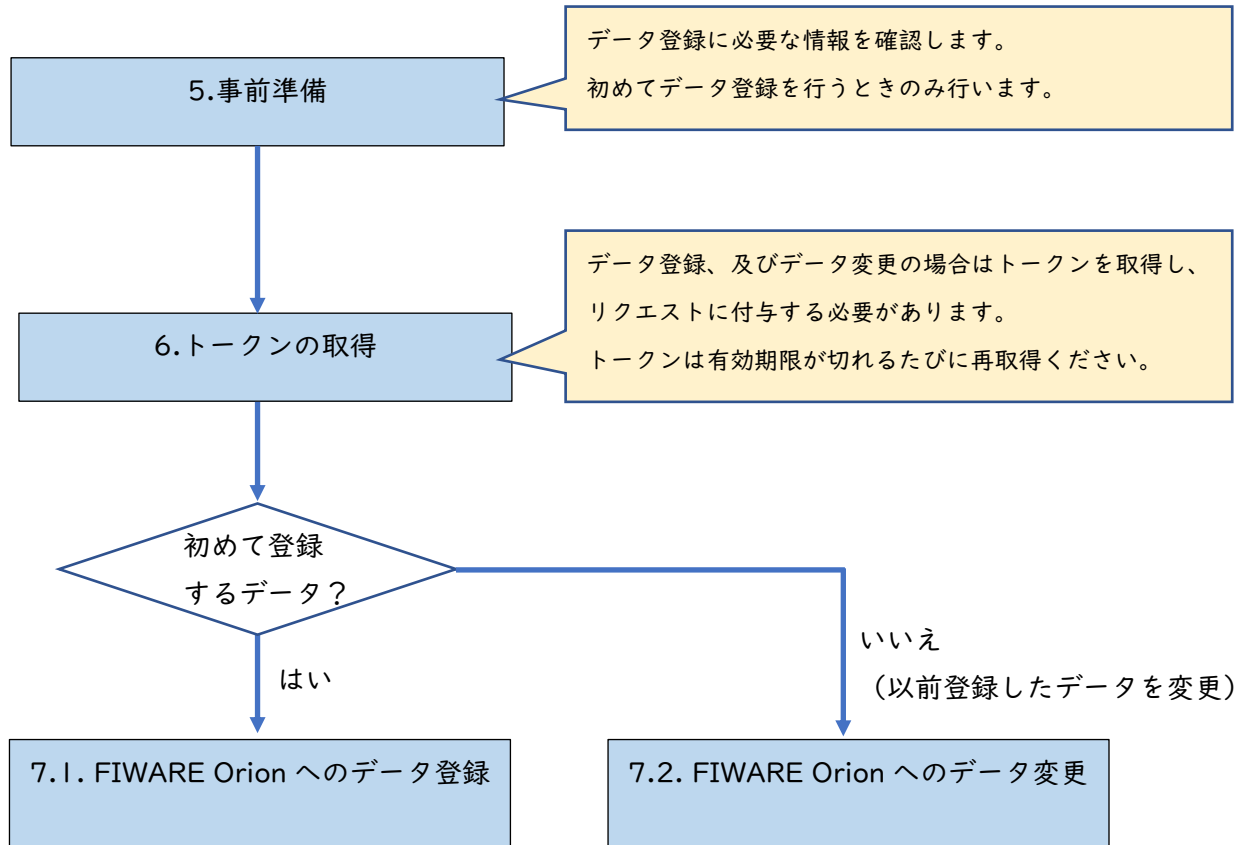 データ登録に必要な情報を確認します。
初めてデータ登録を行うときのみ行います。
5.事前準備
データ登録、及びデータ変更の場合はトークンを取得し、
リクエストに付与する必要があります。
トークンは有効期限が切れるたびに再取得ください。
6.トークンの取得
初めて登録
するデータ?
はい
いいえ
(以前登録したデータを変更)
7.1. FIWARE Orion へのデータ登録
7.2. FIWARE Orion へのデータ変更